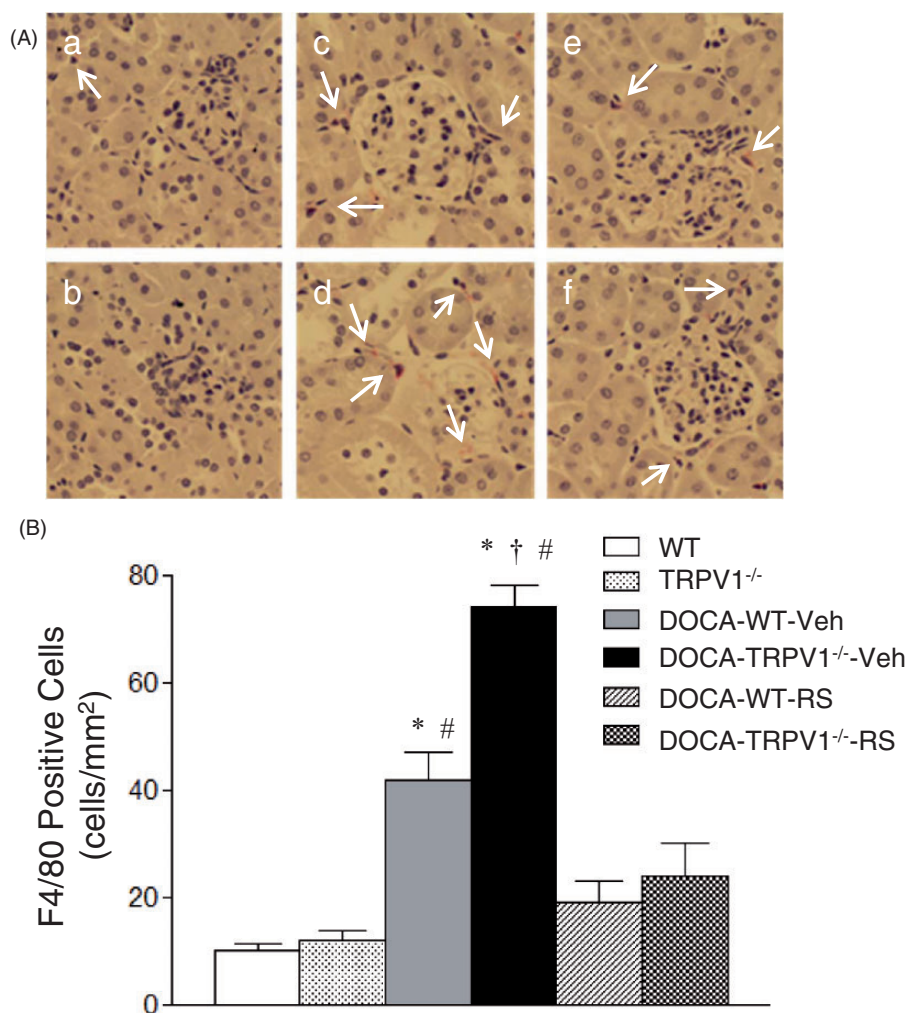 (A)
a c e
b d f
(B)
* † #
* #
WT
TRPV1⁻/⁻
DOCA-WT-Veh
DOCA-TRPV1⁻/⁻-Veh
DOCA-WT-RS
DOCA-TRPV1⁻/⁻-RS
80
60
40
20
0
F4/80 Positive Cells
(cells/mm²)